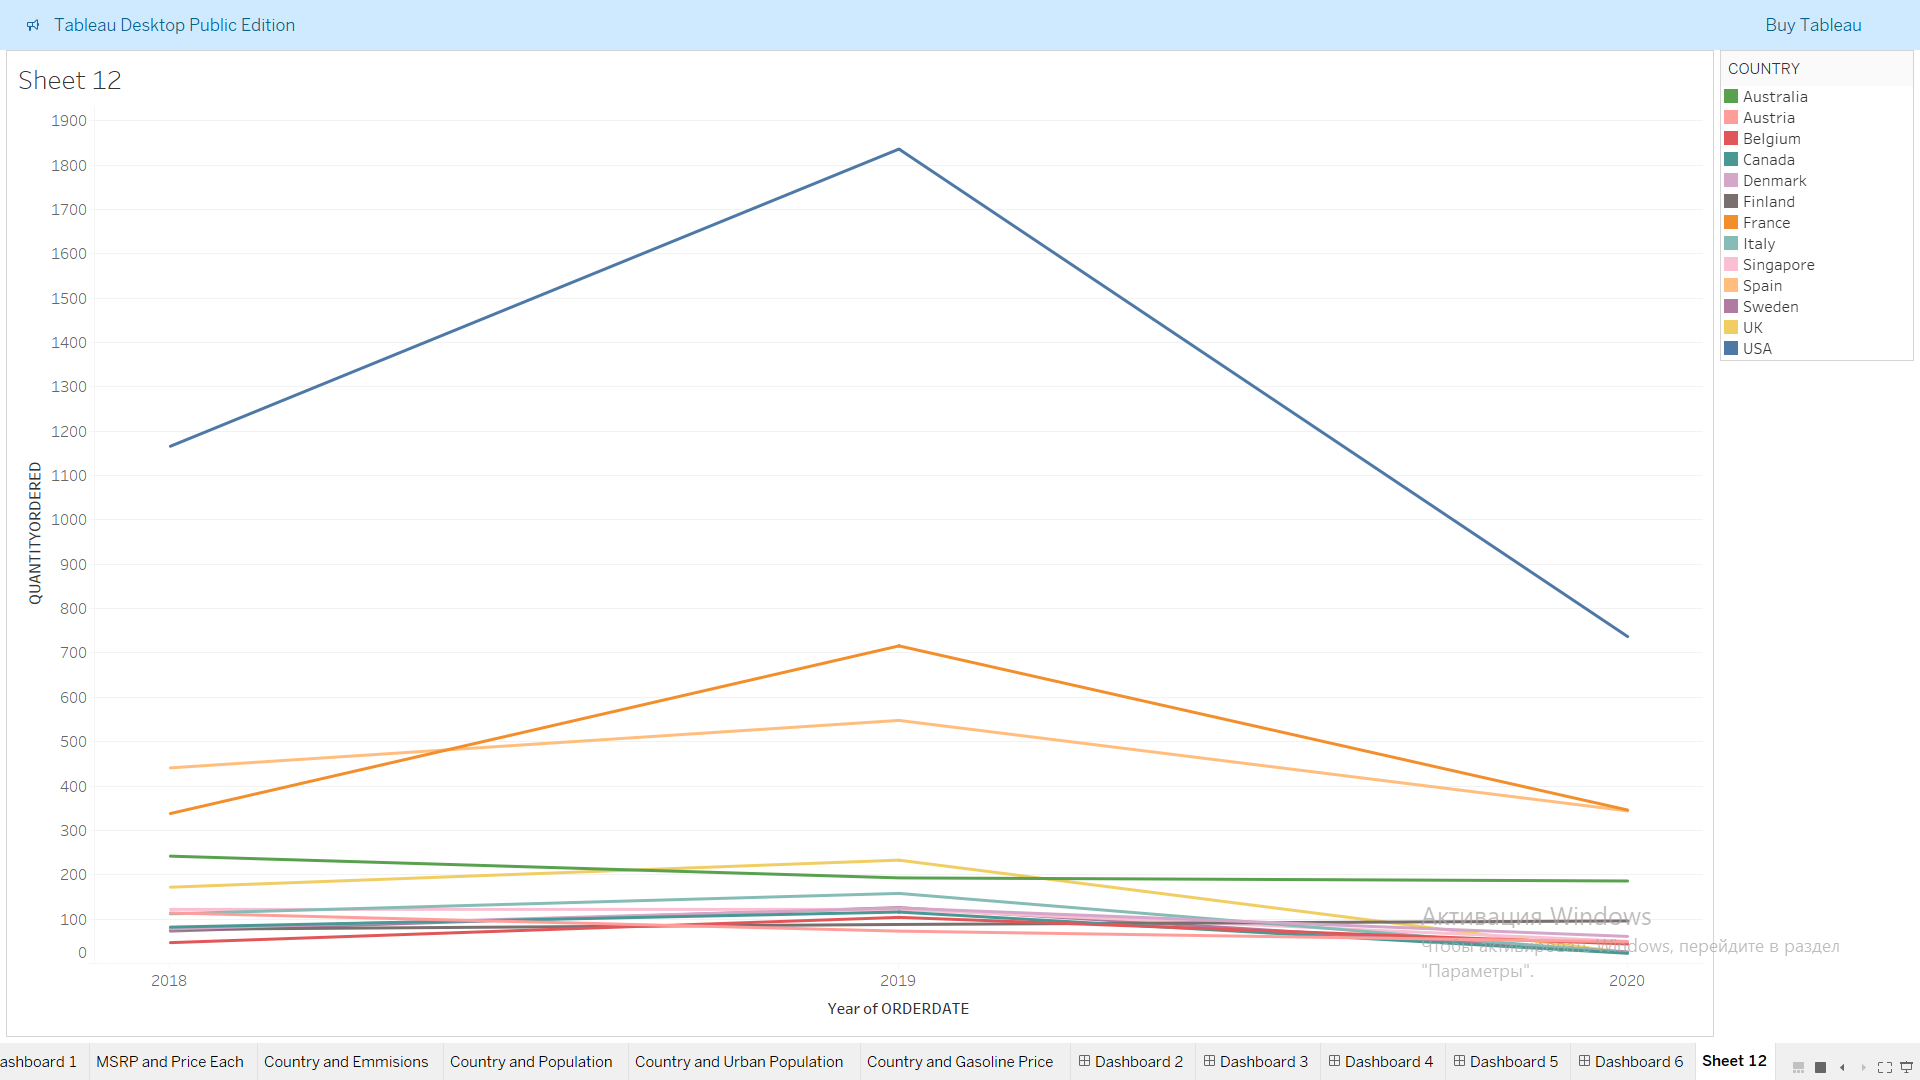 Tableau Desktop Public Edition
Buy Tableau
Sheet 12
COUNTRY
Australia
Austria
Belgium
Canada
Denmark
Finland
France
Italy
Singapore
Spain
Sweden
UK
USA
QUANTITYORDERED
1900
1800
1700
1600
1500
1400
1300
1200
1100
1000
900
800
700
600
500
400
300
200
100
0
2018
2019
2020
Year of ORDERDATE
Активация Windows
Чтобы активировать Windows, перейдите в раздел
"Параметры".
ashboard 1
MSRP and Price Each
Country and Emmisions
Country and Population
Country and Urban Population
Country and Gasoline Price
Dashboard 2
Dashboard 3
Dashboard 4
Dashboard 5
Dashboard 6
Sheet 12